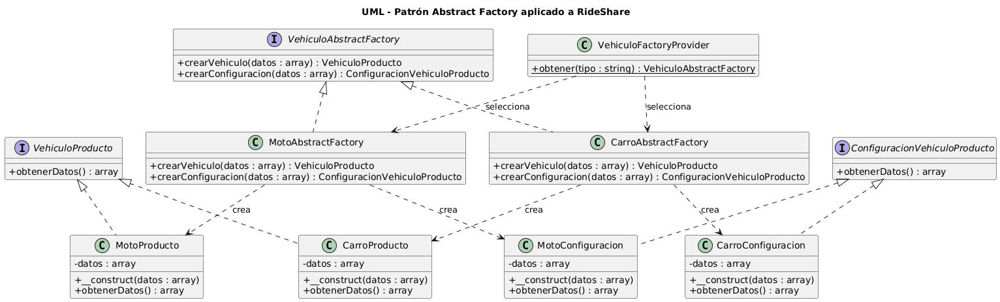 UML - Patrón Abstract Factory aplicado a RideShare
I VehiculoAbstractFactory
+crearVehiculo(datos : array) : VehiculoProducto
+crearConfiguracion(datos : array) : ConfiguracionVehiculoProducto
C VehiculoFactoryProvider
+obtener(tipo : string) : VehiculoAbstractFactory
selecciona
selecciona
I VehiculoProducto
+obtenerDatos() : array
C MotoAbstractFactory
+crearVehiculo(datos : array) : VehiculoProducto
+crearConfiguracion(datos : array) : ConfiguracionVehiculoProducto
C CarroAbstractFactory
+crearVehiculo(datos : array) : VehiculoProducto
+crearConfiguracion(datos : array) : ConfiguracionVehiculoProducto
I ConfiguracionVehiculoProducto
+obtenerDatos() : array
crea
crea
crea
crea
C MotoProducto
-datos : array
+__construct(datos : array)
+obtenerDatos() : array
C CarroProducto
-datos : array
+__construct(datos : array)
+obtenerDatos() : array
C MotoConfiguracion
-datos : array
+__construct(datos : array)
+obtenerDatos() : array
C CarroConfiguracion
-datos : array
+__construct(datos : array)
+obtenerDatos() : array